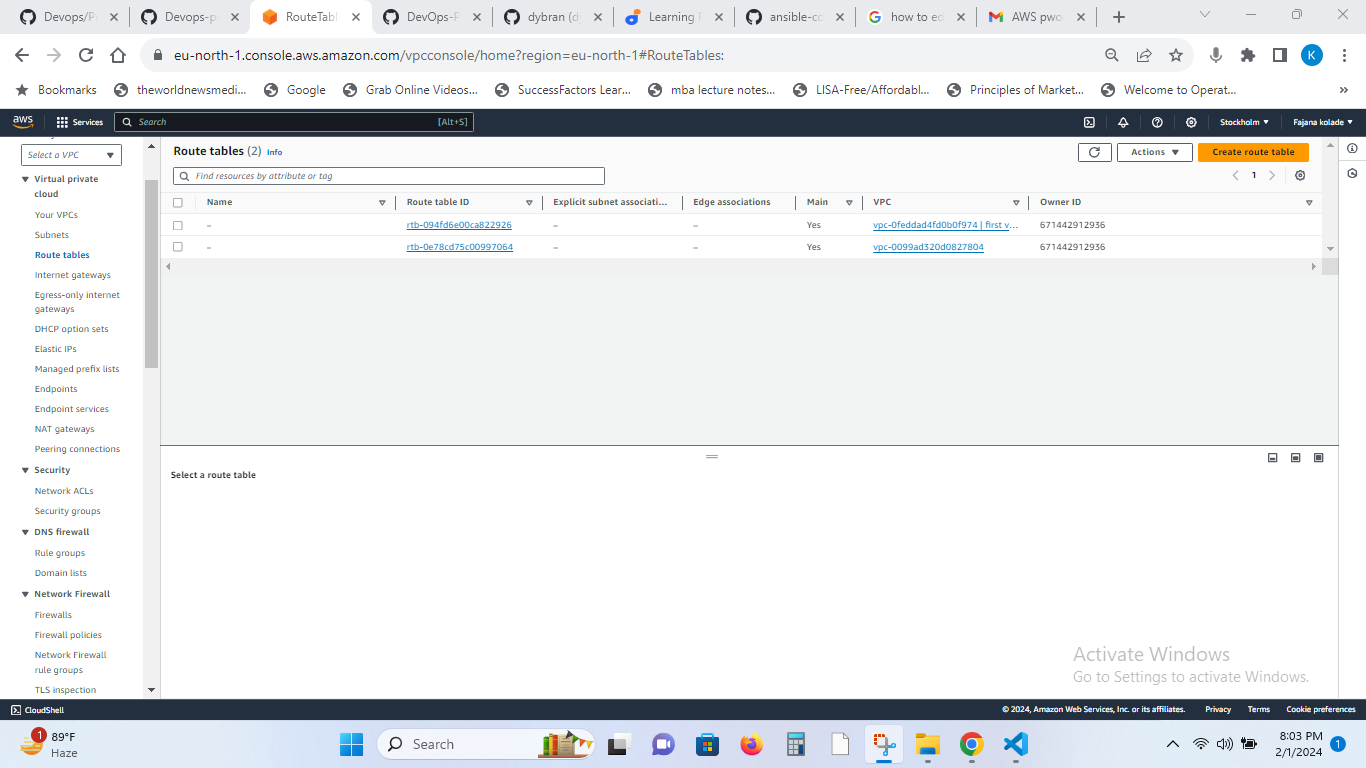 Devops/P
Devops-p
RouteTabl
DevOps-P
dybran (d
Learning
ansible-co
how to ed
AWS pwo
eu-north-1.console.aws.amazon.com/vpcconsole/home?region=eu-north-1#RouteTables:
K
Bookmarks
theworldnewsmedi...
Google
Grab Online Videos...
SuccessFactors Lear...
mba lecture notes...
LISA-Free/Affordabl...
Principles of Market...
Welcome to Operat...
»
aws
Services
Search
[Alt+S]
Stockholm
Fajana kolade
Select a VPC
Virtual private
cloud
Your VPCs
Subnets
Route tables
Internet gateways
Egress-only internet
gateways
DHCP option sets
Elastic IPs
Managed prefix lists
Endpoints
Endpoint services
NAT gateways
Peering connections
Security
Network ACLs
Security groups
DNS firewall
Rule groups
Domain lists
Network Firewall
Firewalls
Firewall policies
Network Firewall
rule groups
TLS inspection
Route tables (2) Info
Actions
Create route table
Find resources by attribute or tag
1
Name Route table ID Explicit subnet associati... Edge associations Main VPC Owner ID
– rtb-094fd6e00ca822926 – – Yes vpc-0feddad4fd0b0f974 | first v... 671442912936
– rtb-0e78cd75c00997064 – – Yes vpc-0099ad320d0827804 671442912936
Select a route table
Activate Windows
Go to Settings to activate Windows.
CloudShell
© 2024, Amazon Web Services, Inc. or its affiliates.
Privacy
Terms
Cookie preferences
1
89°F
Haze
Search
8:03 PM
2/1/2024
1